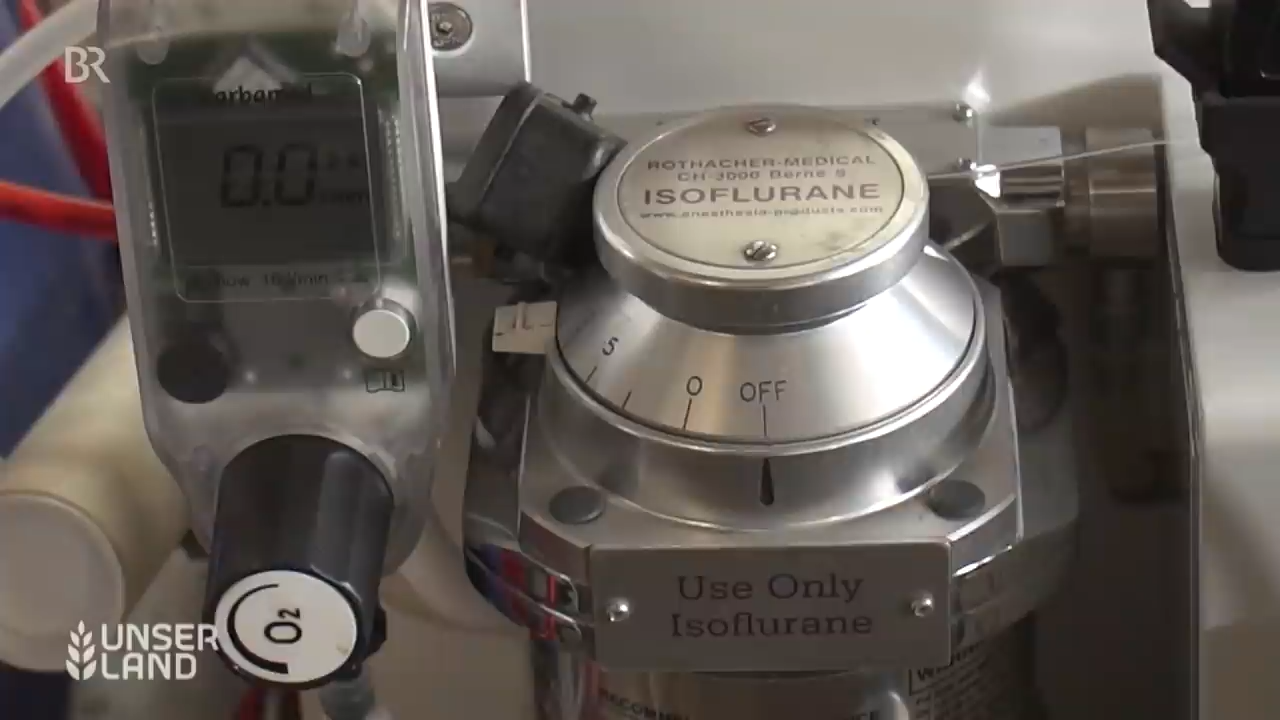 BR
0.0
ROTHACHER-MEDICAL
CH-3000 Berne 9
ISOFLURANE
www.anesthesia-products.com
5
0 OFF
Use Only
Isoflurane
O2
UNSER
LAND